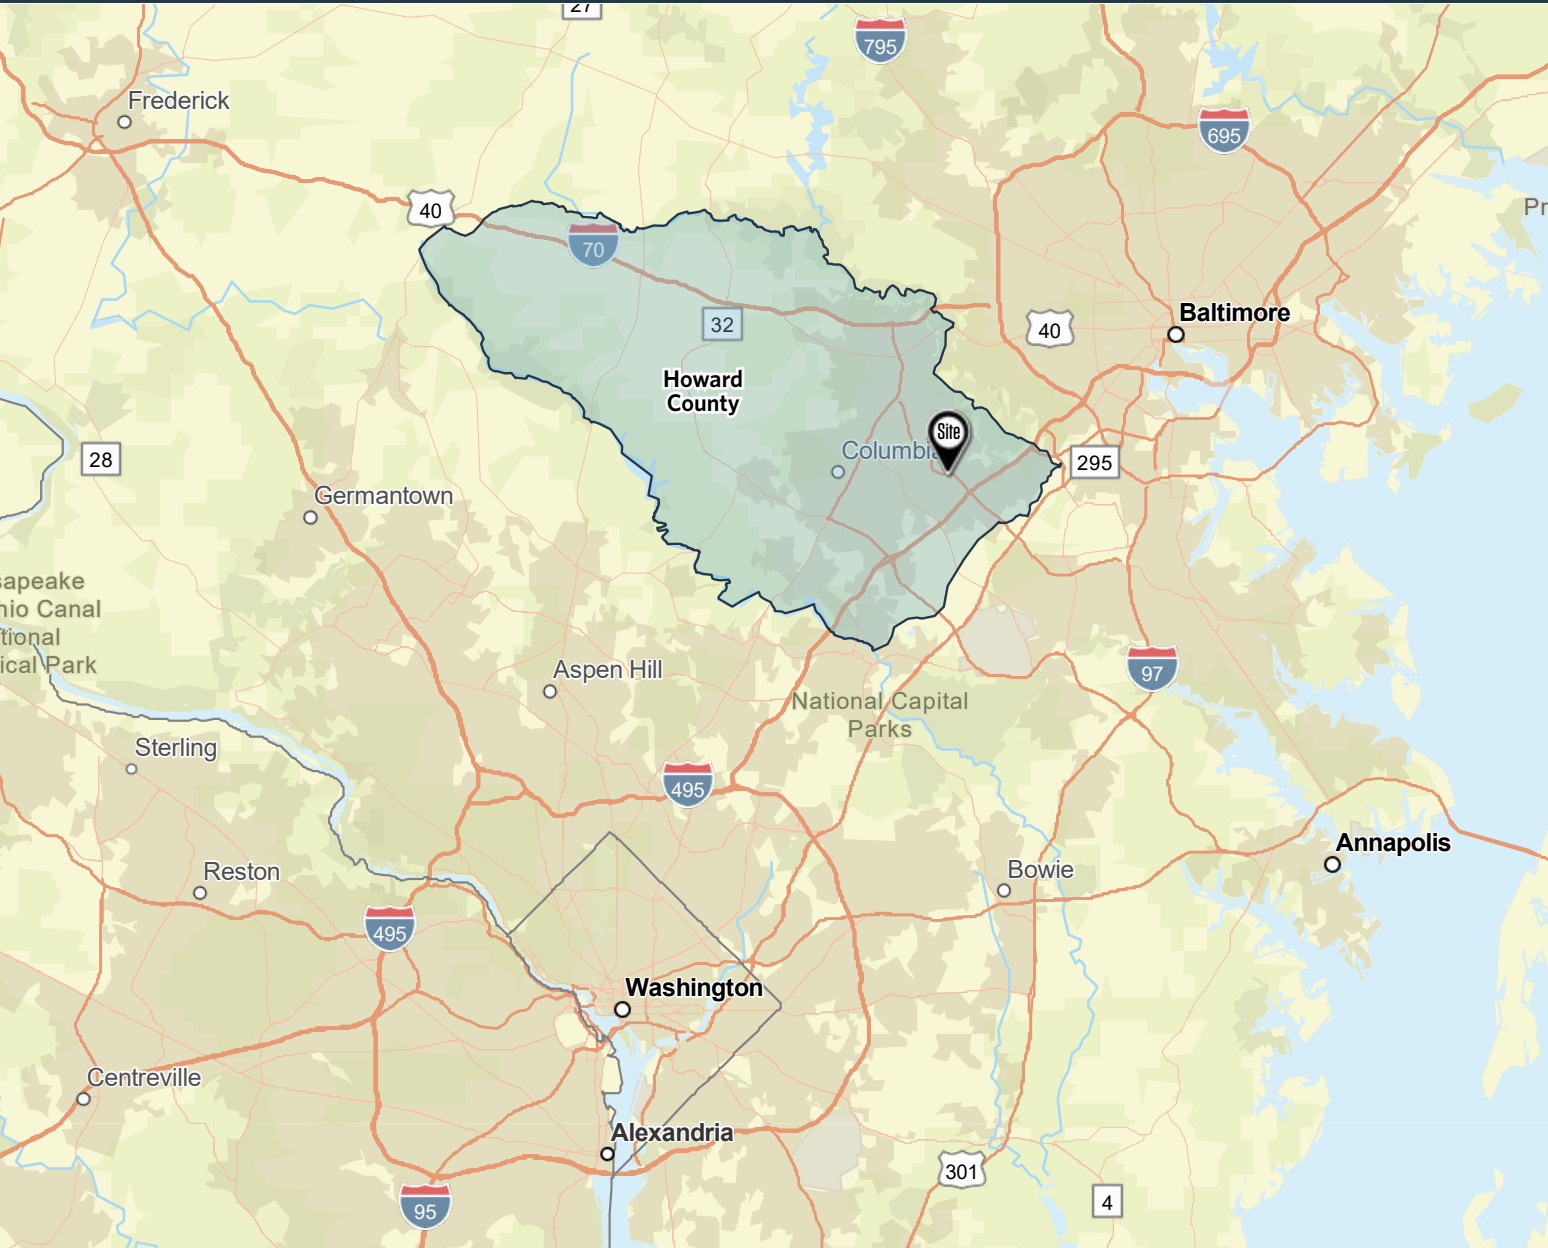 27
795
Frederick
695
Pr
40
70
Baltimore
32
40
Howard
County
Site
Columbia
28
295
Germantown
sapeake
hio Canal
tional
ical Park
Aspen Hill
97
National Capital
Parks
Sterling
495
Annapolis
Reston
Bowie
495
Washington
Centreville
Alexandria
301
95
4